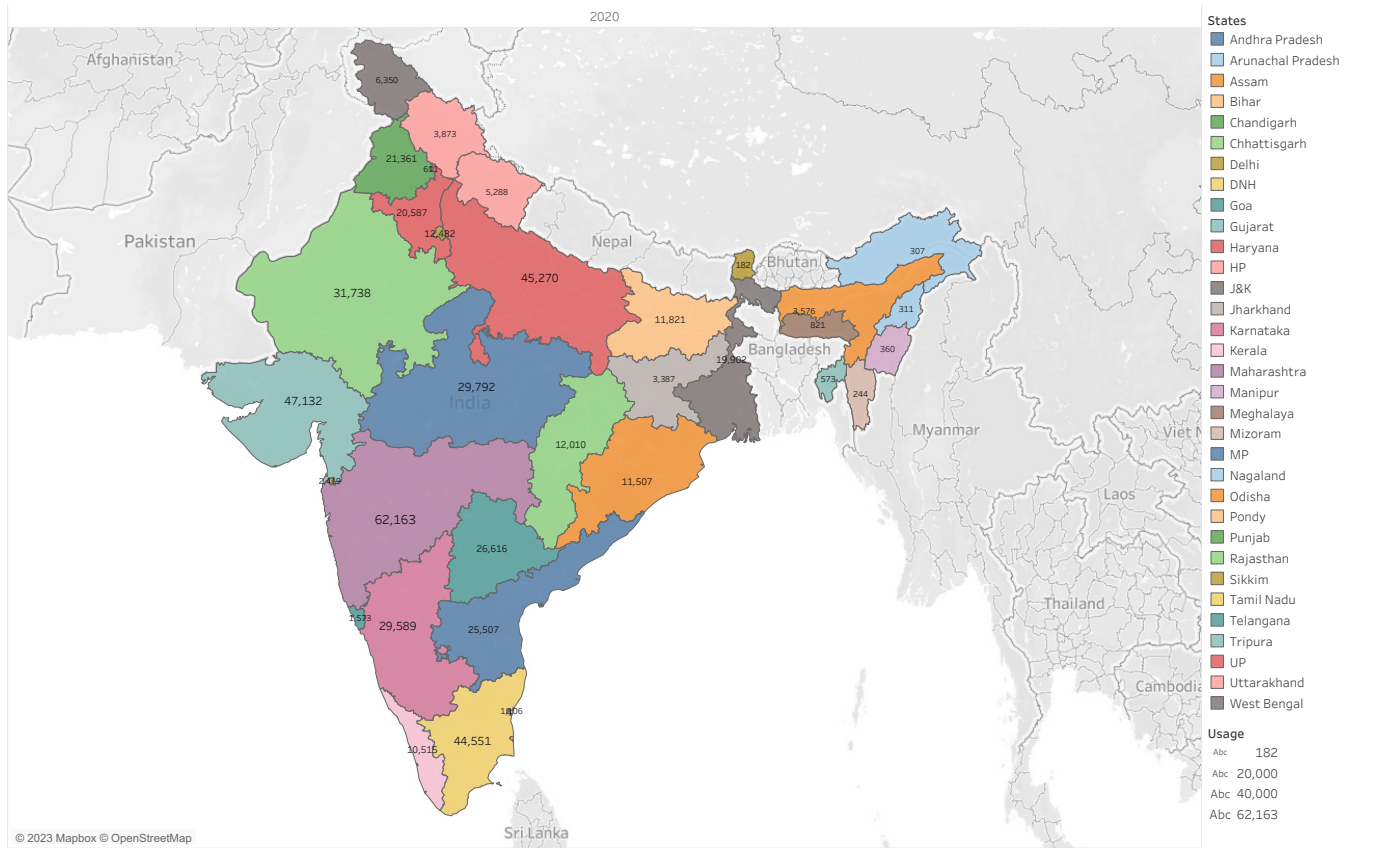 2020
Afghanistan
6,350
3,873
21,361
5,288
Pakistan
20,587
12,482
Nepal
Bhutan
182
307
45,270
31,738
311
11,821
3,576
821
Bangladesh
360
19,902
3,387
573
29,792
India
244
47,132
Myanmar
Viet N
12,010
2,419
11,507
Laos
62,163
26,616
Thailand
1,573
29,589
25,507
Cambodia
44,551
10,515
Sri Lanka
© 2023 Mapbox © OpenStreetMap
States
Andhra Pradesh
Arunachal Pradesh
Assam
Bihar
Chandigarh
Chhattisgarh
Delhi
DNH
Goa
Gujarat
Haryana
HP
J&K
Jharkhand
Karnataka
Kerala
Maharashtra
Manipur
Meghalaya
Mizoram
MP
Nagaland
Odisha
Pondy
Punjab
Rajasthan
Sikkim
Tamil Nadu
Telangana
Tripura
UP
Uttarakhand
West Bengal
Usage
Abc 182
Abc 20,000
Abc 40,000
Abc 62,163